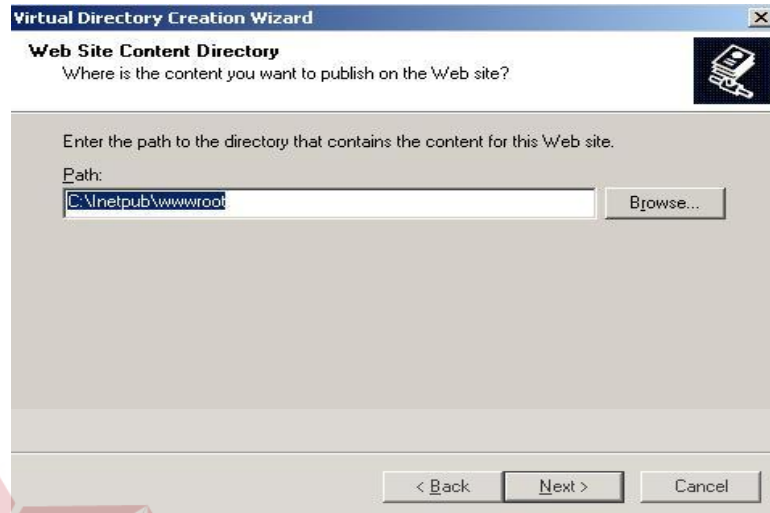 Virtual Directory Creation Wizard
Web Site Content Directory
Where is the content you want to publish on the Web site?
Enter the path to the directory that contains the content for this Web site.
Path:
C:\Inetpub\wwwroot
Browse...
< Back
Next >
Cancel